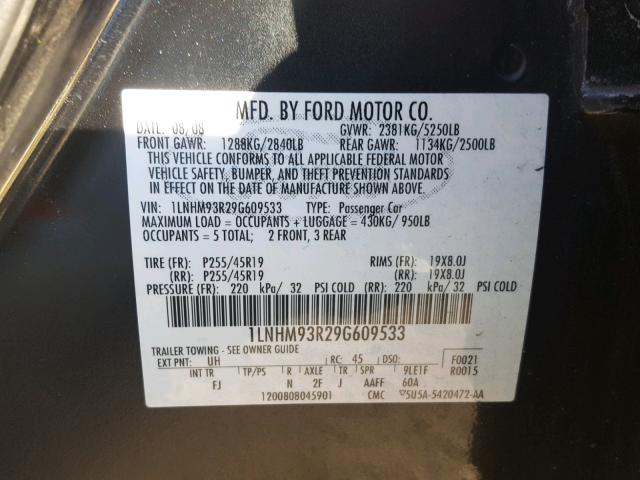 MFD. BY FORD MOTOR CO.
DATE: 08/08 GVWR: 2381KG/5250LB
FRONT GAWR: 1288KG/2840LB REAR GAWR: 1134KG/2500LB
THIS VEHICLE CONFORMS TO ALL APPLICABLE FEDERAL MOTOR
VEHICLE SAFETY, BUMPER, AND THEFT PREVENTION STANDARDS
IN EFFECT ON THE DATE OF MANUFACTURE SHOWN ABOVE.
VIN: 1LNHM93R29G609533 TYPE: Passenger Car
MAXIMUM LOAD = OCCUPANTS + LUGGAGE = 430KG/ 950LB
OCCUPANTS = 5 TOTAL; 2 FRONT, 3 REAR
TIRE (FR): P255/45R19 RIMS (FR): 19X8.0J
(RR): P255/45R19 (RR): 19X8.0J
PRESSURE (FR): 220 kPa/ 32 PSI COLD (RR): 220 kPa/ 32 PSI COLD
1LNHM93R29G609533
TRAILER TOWING - SEE OWNER GUIDE
EXT PNT: UH RC: 45 DSO: F0021
INT TR TP/PS R AXLE TR SPR 9LE1F R0015
FJ N 2F J AAFF 60A
1200808045901 CMC 5U5A-5420472-AA